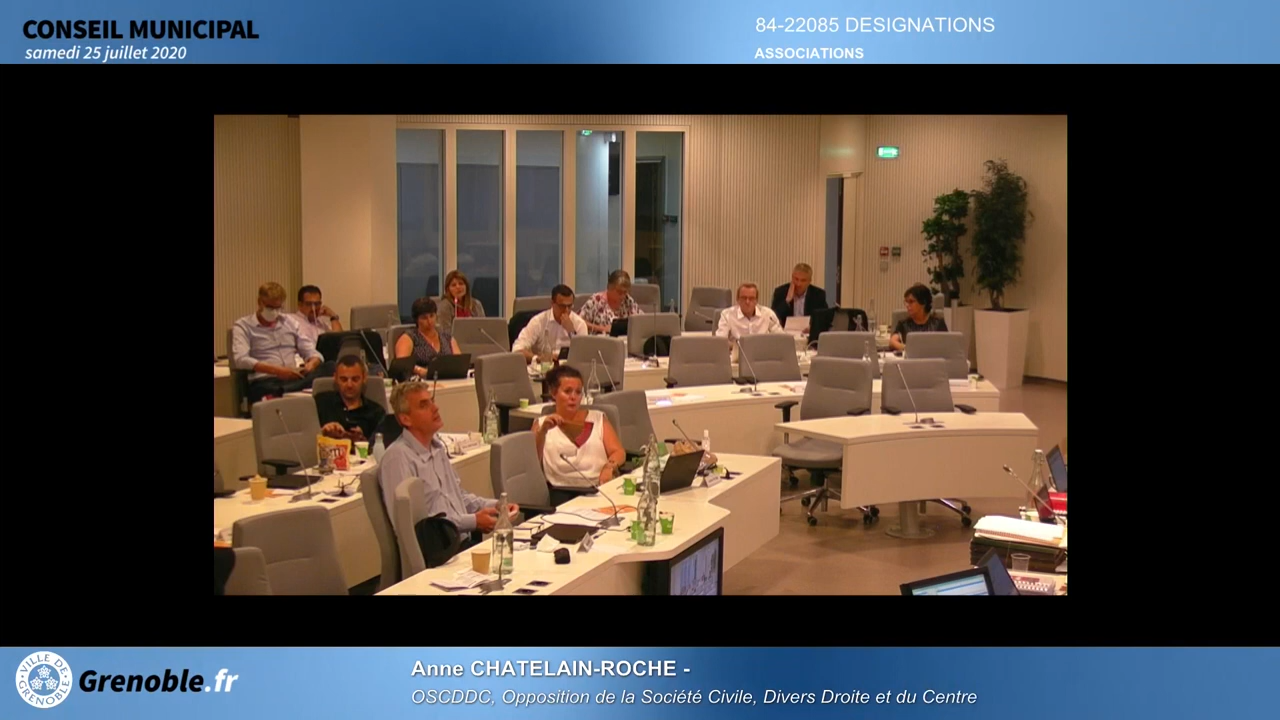 CONSEIL MUNICIPAL
samedi 25 juillet 2020
84-22085 DESIGNATIONS
ASSOCIATIONS
VILLE DE GRENOBLE
Grenoble.fr
Anne CHATELAIN-ROCHE -
OSCDDC, Opposition de la Société Civile, Divers Droite et du Centre